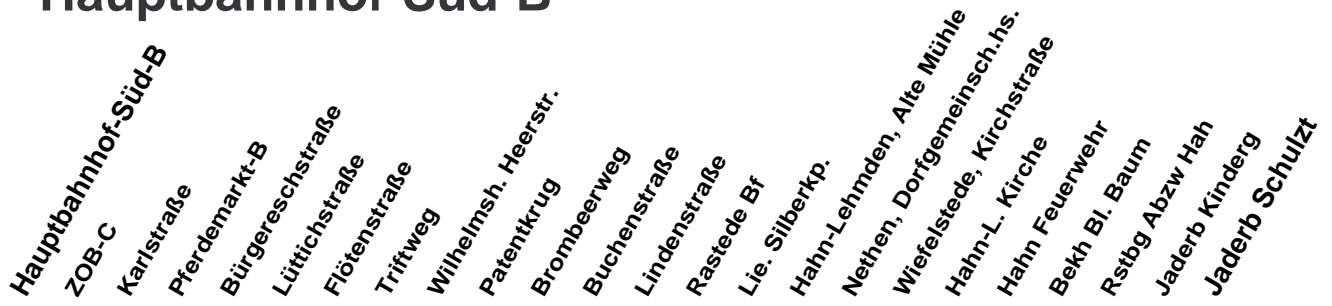 Hauptbahnhof-Süd-B
Hauptbahnhof-Süd-B
ZOB-C
Karlstraße
Pferdemarkt-B
Bürgereschstraße
Lüttichstraße
Flötenstraße
Triftweg
Wilhelmsh. Heerstr.
Patentkrug
Brombeerweg
Buchenstraße
Lindenstraße
Rastede Bf
Lie. Silberkp.
Hahn-Lehmden, Alte Mühle
Nethen, Dorfgemeinsch.hs.
Wiefelstede, Kirchstraße
Hahn-L. Kirche
Hahn Feuerwehr
Bekh Bl. Baum
Rstbg Abzw Hah
Jaderb Kinderg
Jaderb Schulzt